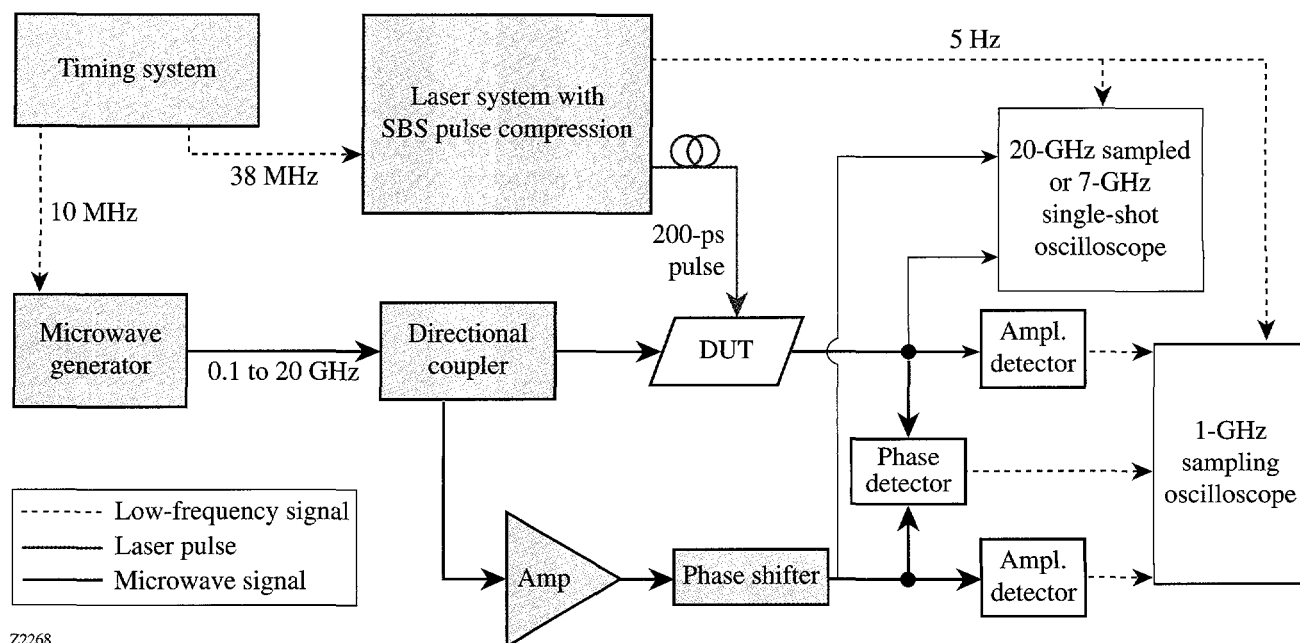 Timing system
Laser system with
SBS pulse compression
5 Hz
38 MHz
10 MHz
200-ps
pulse
20-GHz sampled
or 7-GHz
single-shot
oscilloscope
Microwave
generator
0.1 to 20 GHz
Directional
coupler
DUT
Ampl.
detector
Phase
detector
1-GHz
sampling
oscilloscope
Low-frequency signal
Laser pulse
Microwave signal
Amp
Phase shifter
Ampl.
detector
Z2268